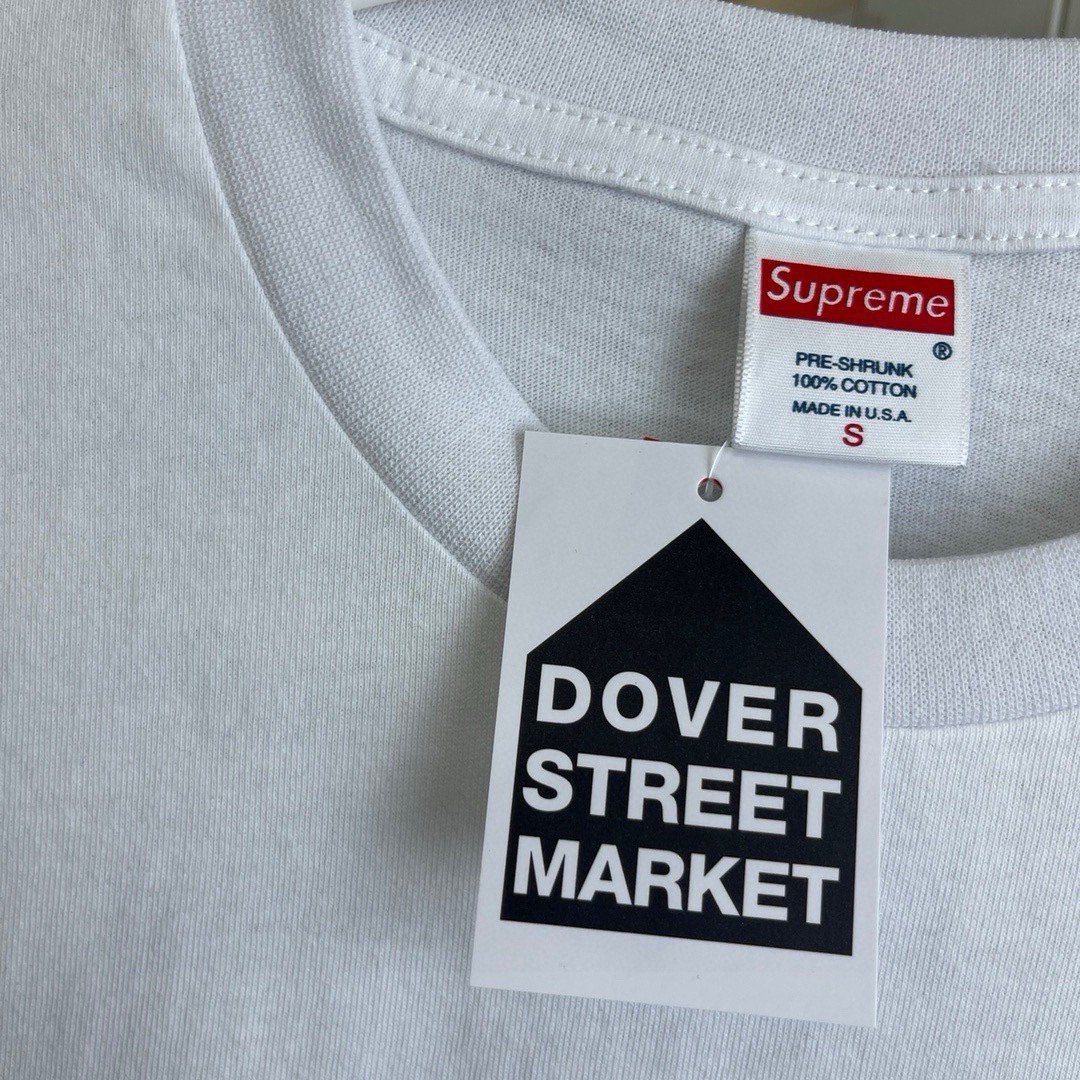 Supreme
®
PRE-SHRUNK
100% COTTON
MADE IN U.S.A.
S
DOVER
STREET
MARKET